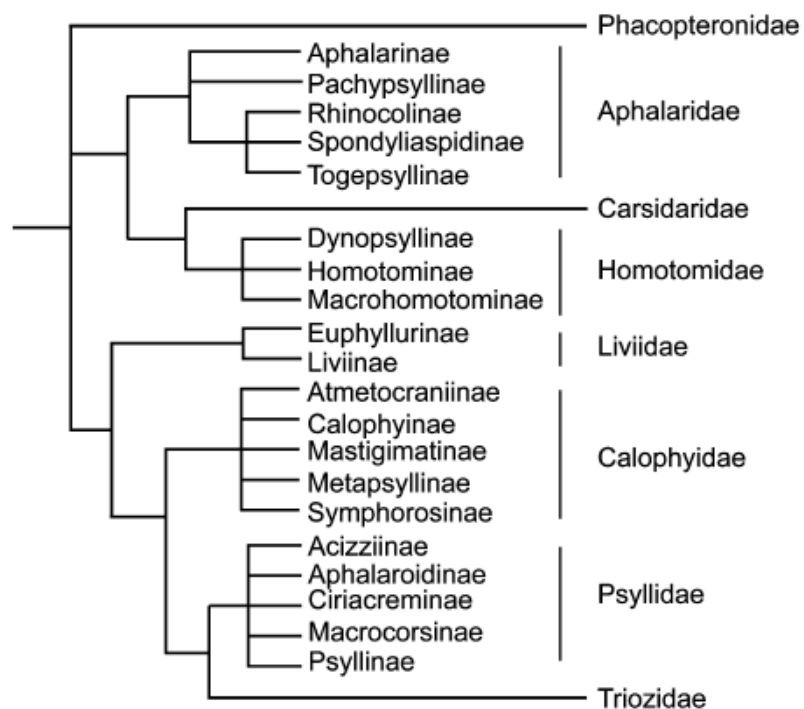 Phacopteronidae
Aphalarinae
Pachypsyllinae
Rhinocolinae
Aphalaridae
Spondyliaspidinae
Togepsyllinae
Carsidaridae
Dynopsyllinae
Homotominae
Homotomidae
Macrohomotominae
Euphyllurinae
Liviidae
Liviinae
Atmetocraniinae
Calophyinae
Mastigimatinae
Calophyidae
Metapsyllinae
Symphorosinae
Acizziinae
Aphalaroidinae
Psyllidae
Ciriacreminae
Macrocorsinae
Psyllinae
Triozidae